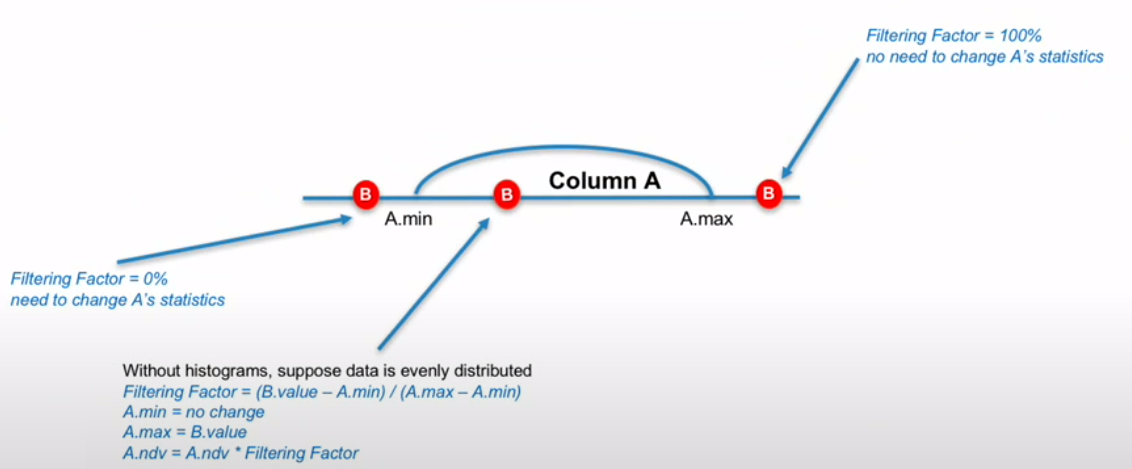 Filtering Factor = 100%
no need to change A's statistics
Column A
B
B
B
A.min
A.max
Filtering Factor = 0%
need to change A's statistics
Without histograms, suppose data is evenly distributed
Filtering Factor = (B.value – A.min) / (A.max – A.min)
A.min = no change
A.max = B.value
A.ndv = A.ndv * Filtering Factor